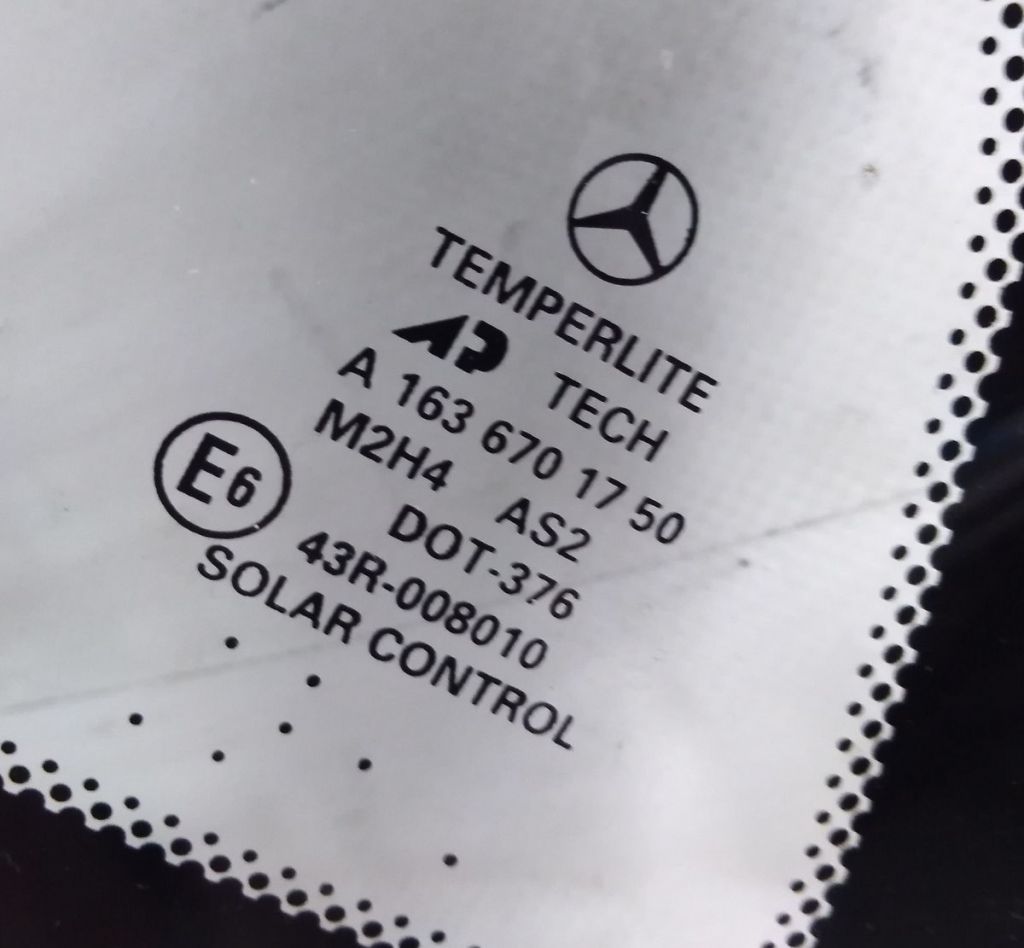 TEMPERLITE
AP TECH
A 163 670 17 50
M2H4 AS2
DOT-376
E6 43R-008010
SOLAR CONTROL